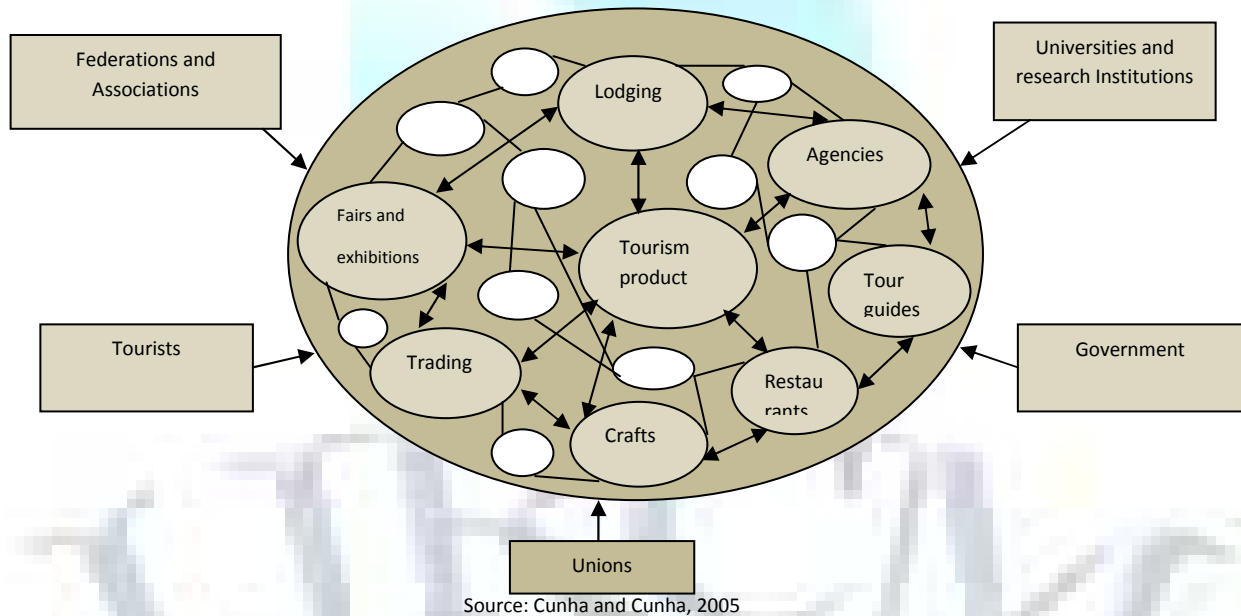 Federations and
Associations
Universities and
research Institutions
Lodging
Agencies
Fairs and
exhibitions
Tourism
product
Tour
guides
Tourists
Government
Trading
Restau
rants
Crafts
Unions
Source: Cunha and Cunha, 2005